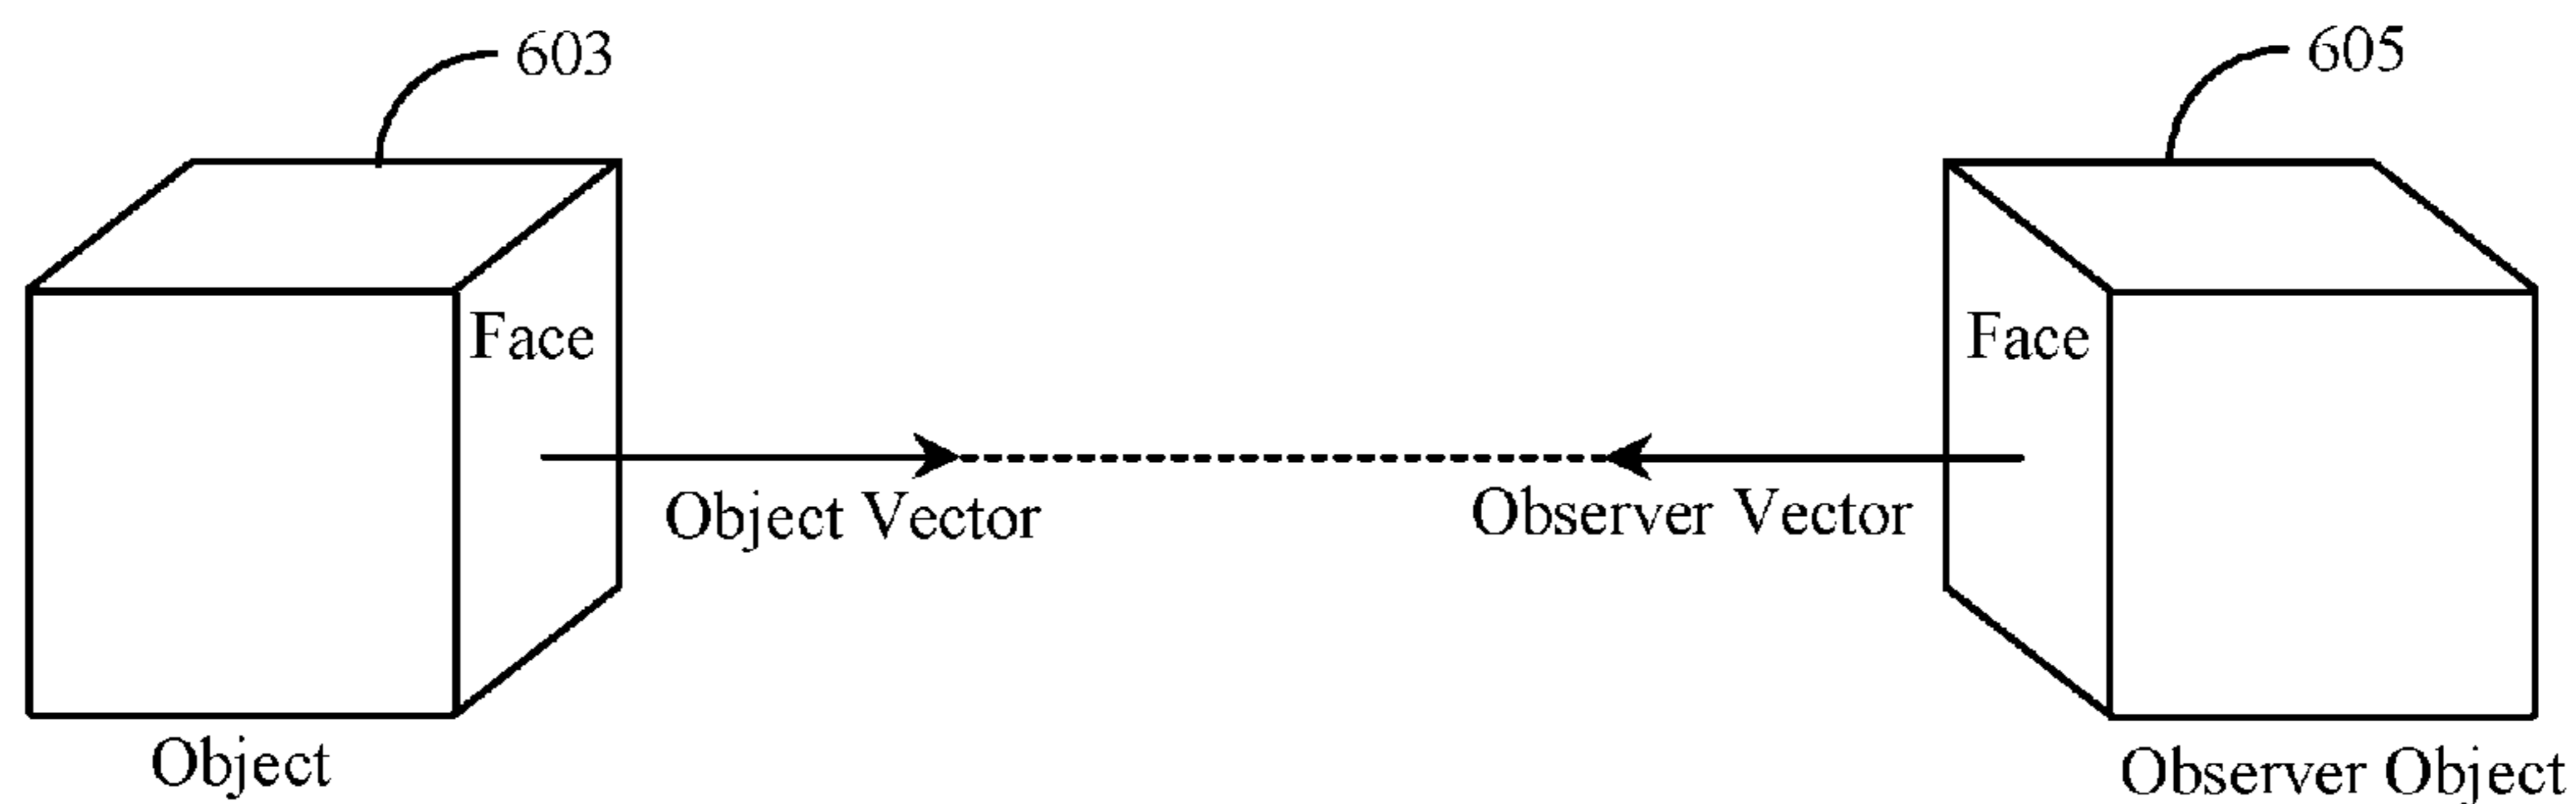 603
605
Face
Face
Object Vector
Observer Vector
Object
Observer Object